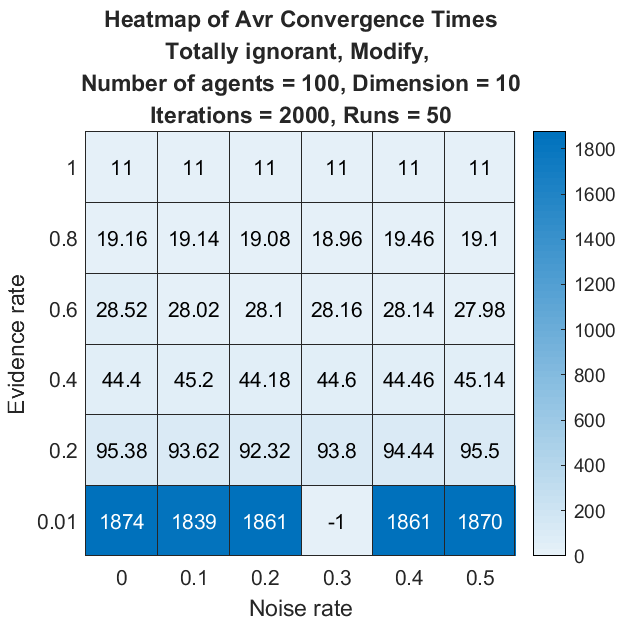 Heatmap of Avr Convergence Times
Totally ignorant, Modify,
Number of agents = 100, Dimension = 10
Iterations = 2000, Runs = 50
1 11 11 11 11 11 11
0.8 19.16 19.14 19.08 18.96 19.46 19.1
0.6 28.52 28.02 28.1 28.16 28.14 27.98
0.4 44.4 45.2 44.18 44.6 44.46 45.14
0.2 95.38 93.62 92.32 93.8 94.44 95.5
0.01 1874 1839 1861 -1 1861 1870
0 0.1 0.2 0.3 0.4 0.5
Noise rate
Evidence rate
1800
1600
1400
1200
1000
800
600
400
200
0